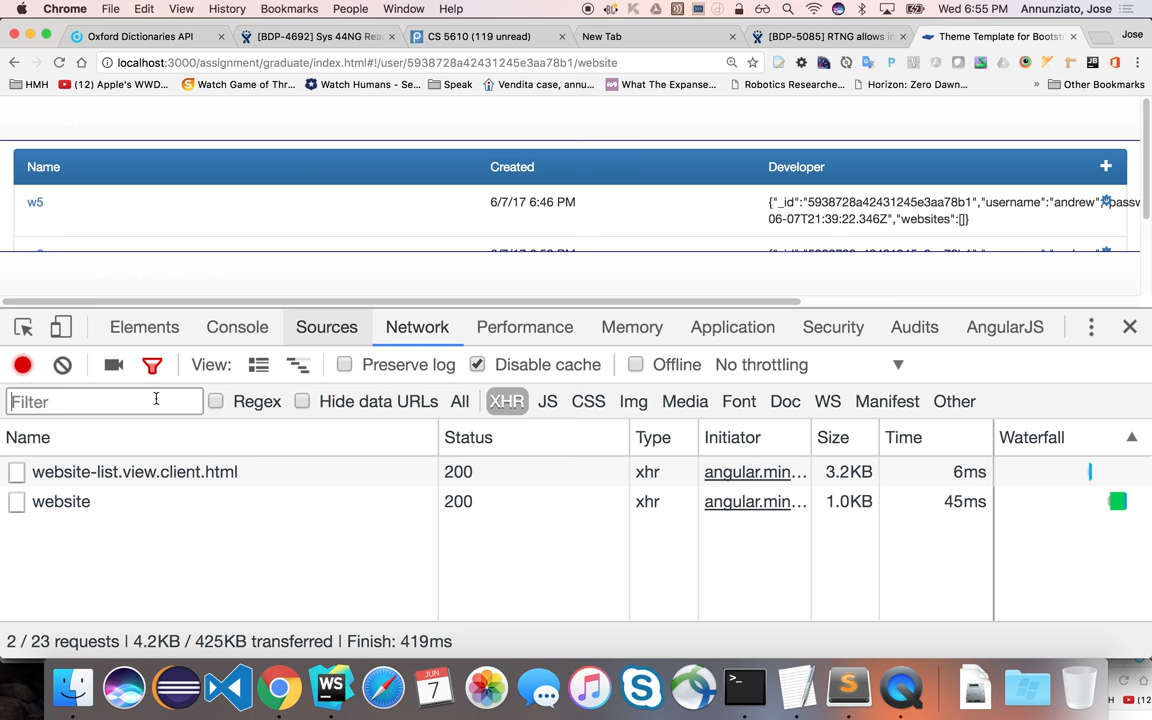 Chrome File Edit View History Bookmarks People Window Help Wed 6:55 PM Annunziato, Jose
Oxford Dictionaries API
[BDP-4692] Sys 44NG Rea
CS 5610 (119 unread)
New Tab
[BDP-5085] RTNG allows in
Theme Template for Bootst
Jose
localhost:3000/assignment/graduate/index.html#!/user/5938728a42431245e3aa78b1/website
HMH (12) Apple's WWD... Watch Game of Thr... Watch Humans - Se... Speak Vendita case, annu... What The Expanse... Robotics Researche... Horizon: Zero Dawn... » Other Bookmarks
Name Created Developer +
w5 6/7/17 6:46 PM {"_id":"5938728a42431245e3aa78b1","username":"andrew","passw
06-07T21:39:22.346Z","websites":[]}
Elements Console Sources Network Performance Memory Application Security Audits AngularJS
View: Preserve log Disable cache Offline No throttling
Filter Regex Hide data URLs All XHR JS CSS Img Media Font Doc WS Manifest Other
Name Status Type Initiator Size Time Waterfall
website-list.view.client.html 200 xhr angular.min... 3.2KB 6ms
website 200 xhr angular.min... 1.0KB 45ms
2 / 23 requests | 4.2KB / 425KB transferred | Finish: 419ms
JUN
7
WS